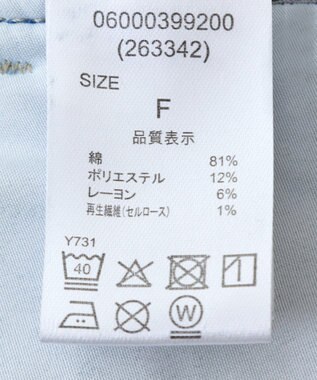 06000399200
(263342)
SIZE
F
品質表示
綿 81%
ポリエステル 12%
レーヨン 6%
再生繊維(セルロース) 1%
Y731
40
W